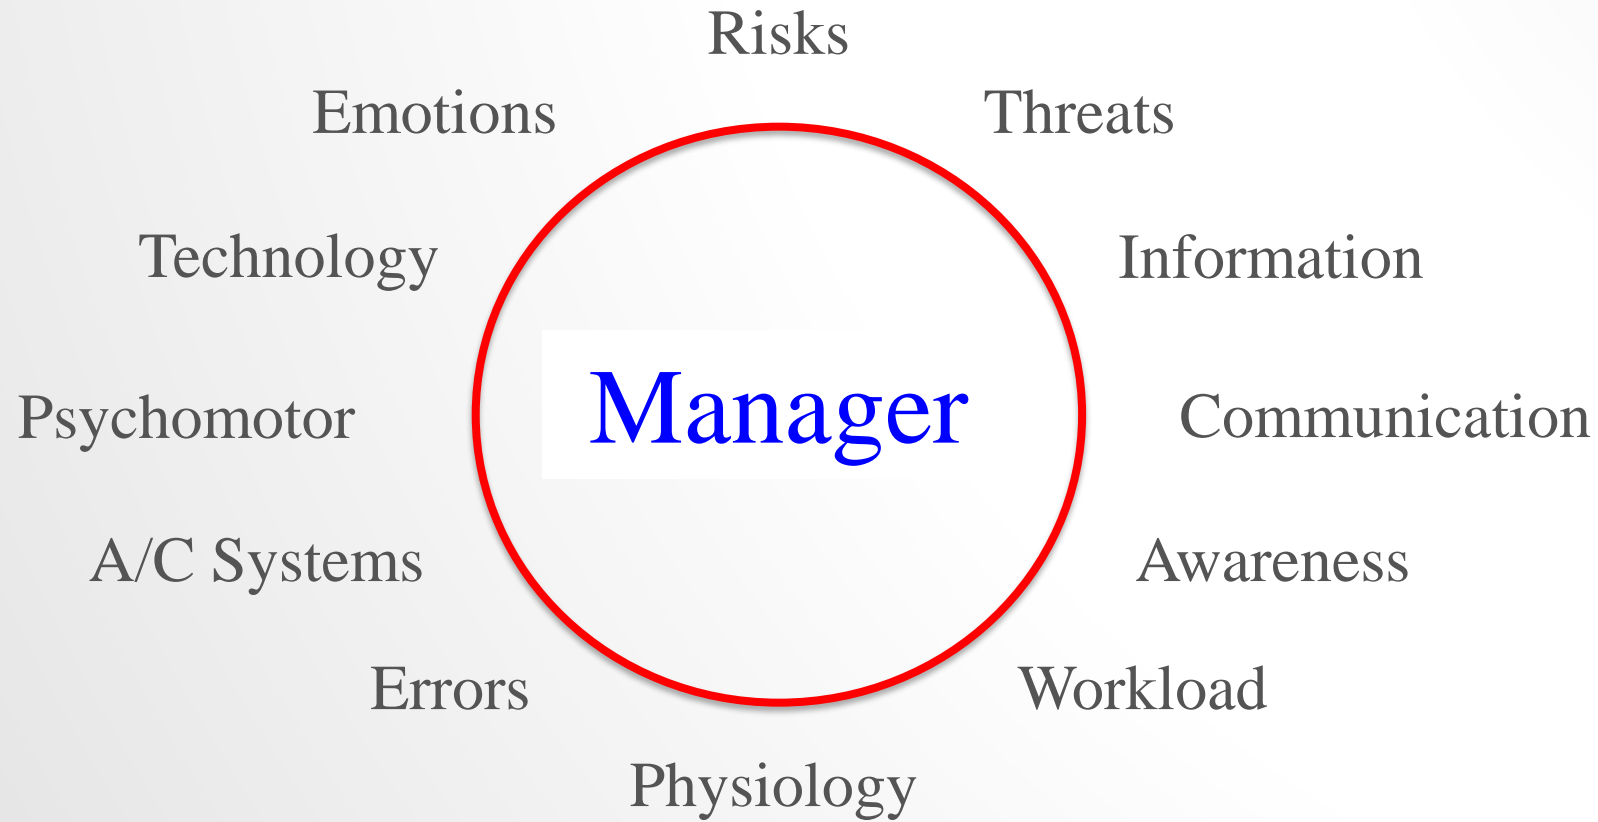 Risks
Emotions
Threats
Technology
Information
Manager
Psychomotor
Communication
A/C Systems
Awareness
Errors
Workload
Physiology